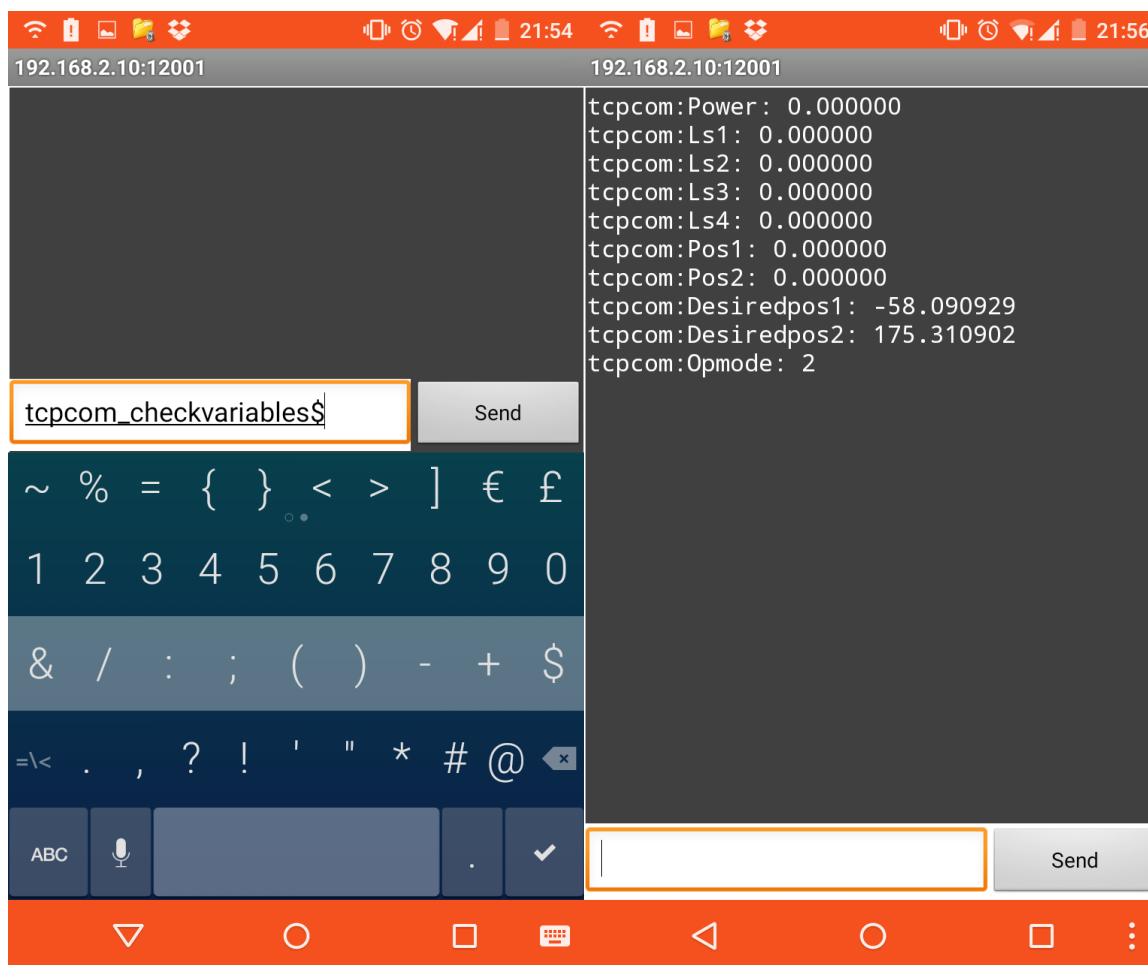 21:54
192.168.2.10:12001
tcpcom_checkvariables$
Send
~ % = { } < > ] € £
1 2 3 4 5 6 7 8 9 0
& / : ; ( ) - + $
=\< . , ? ! ' " * # @
ABC .
21:56
192.168.2.10:12001
tcpcom:Power: 0.000000
tcpcom:Ls1: 0.000000
tcpcom:Ls2: 0.000000
tcpcom:Ls3: 0.000000
tcpcom:Ls4: 0.000000
tcpcom:Pos1: 0.000000
tcpcom:Pos2: 0.000000
tcpcom:Desiredpos1: -58.090929
tcpcom:Desiredpos2: 175.310902
tcpcom:Opmode: 2
Send